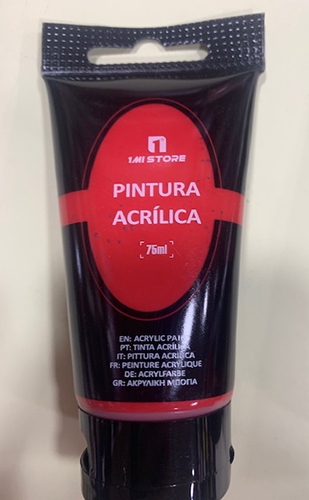 1MI STORE
PINTURA
ACRÍLICA
75ml
EN: ACRYLIC PAINT
PT: TINTA ACRÍLICA
IT: PITTURA ACRILICA
FR: PEINTURE ACRYLIQUE
DE: ACRYLFARBE
GR: ΑΚΡΥΛΙΚΗ ΜΠΟΓΙΑ